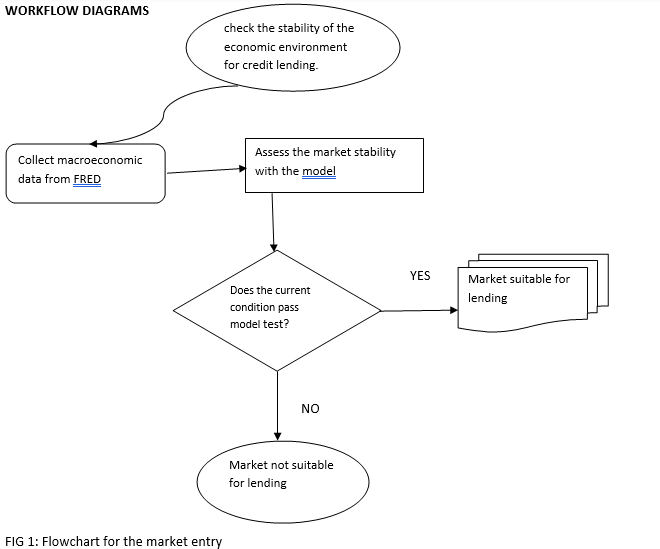 WORKFLOW DIAGRAMS
check the stability of the
economic environment
for credit lending.
Collect macroeconomic
data from FRED
Assess the market stability
with the model
Does the current
condition pass
model test?
YES
Market suitable for
lending
NO
Market not suitable
for lending
FIG 1: Flowchart for the market entry